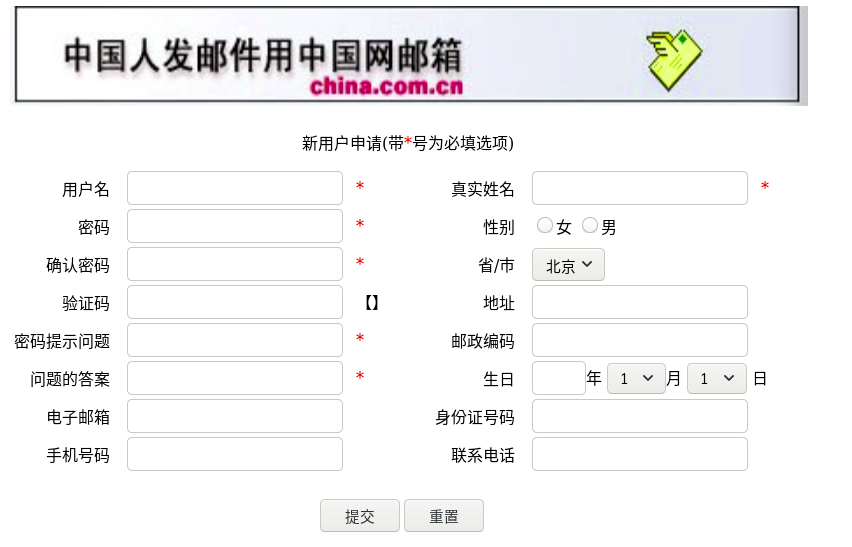 中国人发邮件用中国网邮箱
china.com.cn
新用户申请(带*号为必填选项)
用户名 * 真实姓名 *
密码 * 性别 女 男
确认密码 * 省/市 北京
验证码 【】 地址
密码提示问题 * 邮政编码
问题的答案 * 生日 年 1 月 1 日
电子邮箱 身份证号码
手机号码 联系电话
提交 重置